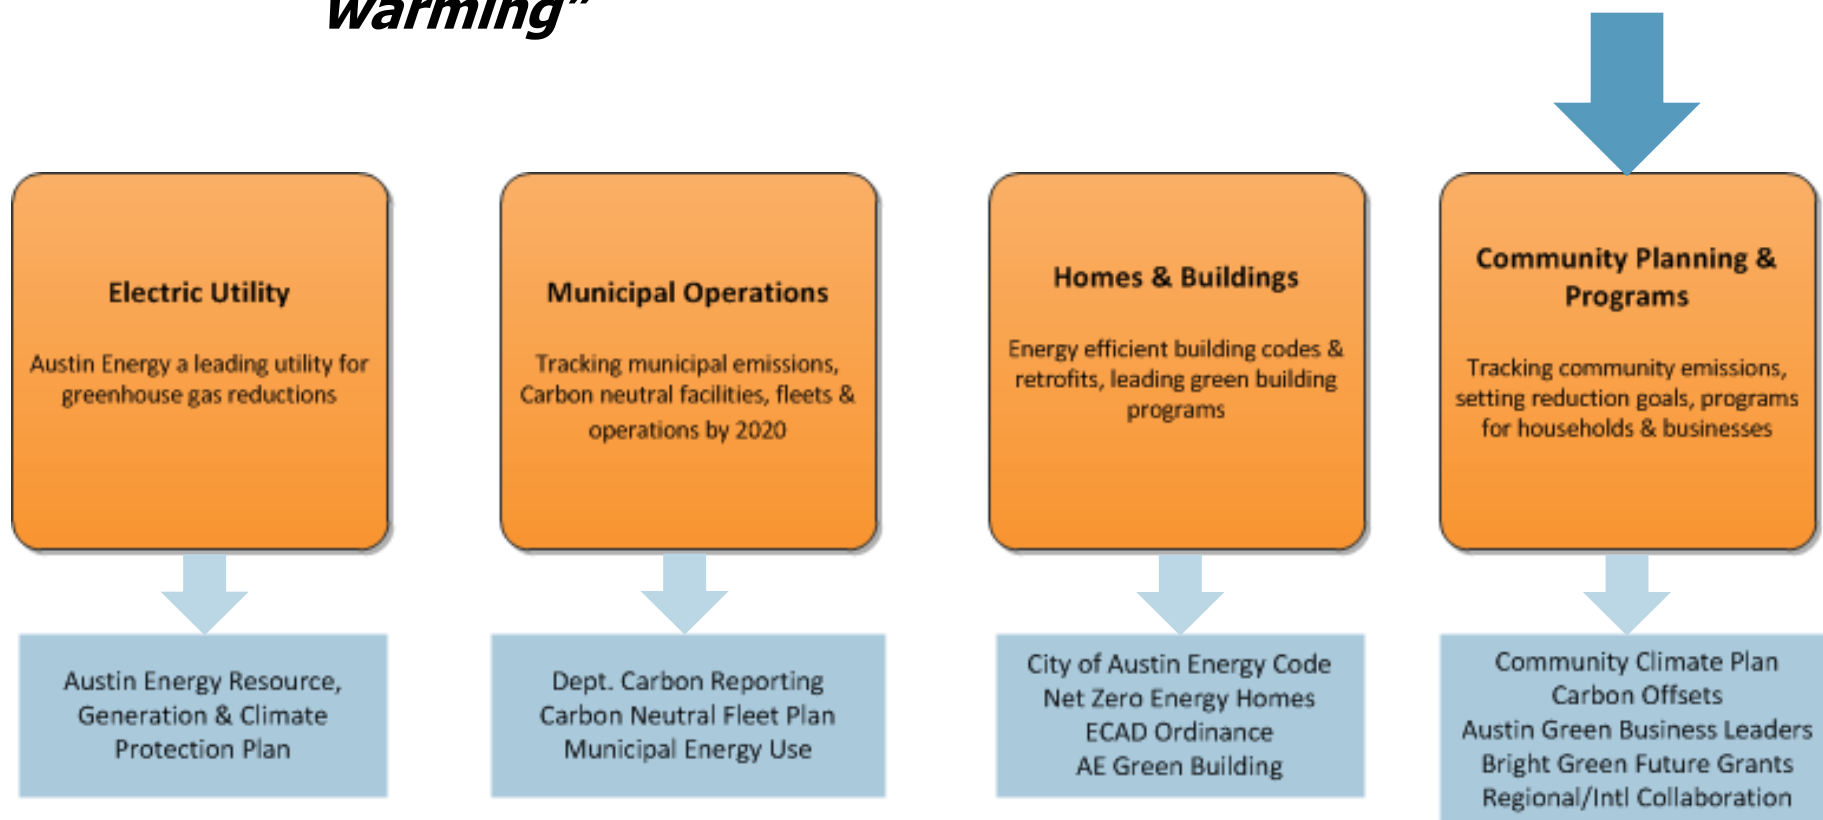 warming"
Electric Utility
Austin Energy a leading utility for
greenhouse gas reductions
Municipal Operations
Tracking municipal emissions,
Carbon neutral facilities, fleets &
operations by 2020
Homes & Buildings
Energy efficient building codes &
retrofits, leading green building
programs
Community Planning &
Programs
Tracking community emissions,
setting reduction goals, programs
for households & businesses
Austin Energy Resource,
Generation & Climate
Protection Plan
Dept. Carbon Reporting
Carbon Neutral Fleet Plan
Municipal Energy Use
City of Austin Energy Code
Net Zero Energy Homes
ECAD Ordinance
AE Green Building
Community Climate Plan
Carbon Offsets
Austin Green Business Leaders
Bright Green Future Grants
Regional/Intl Collaboration